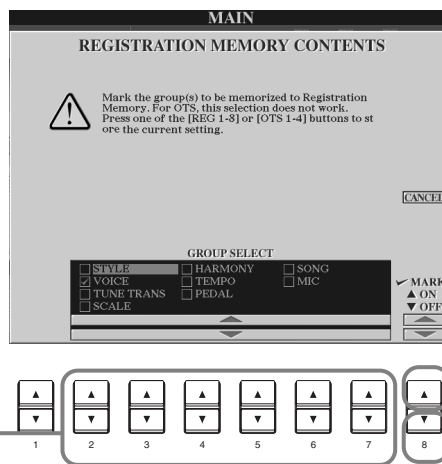 MAIN
REGISTRATION MEMORY CONTENTS
Mark the group(s) to be memorized to Registration
Memory. For OTS, this selection does not work.
Press one of the [REG 1-8] or [OTS 1-4] buttons to st
ore the current setting.
CANCEL
GROUP SELECT
STYLE HARMONY SONG
VOICE TEMPO MIC
TUNE TRANS PEDAL
SCALE
MARK
▲ ON
▼ OFF
1 2 3 4 5 6 7 8